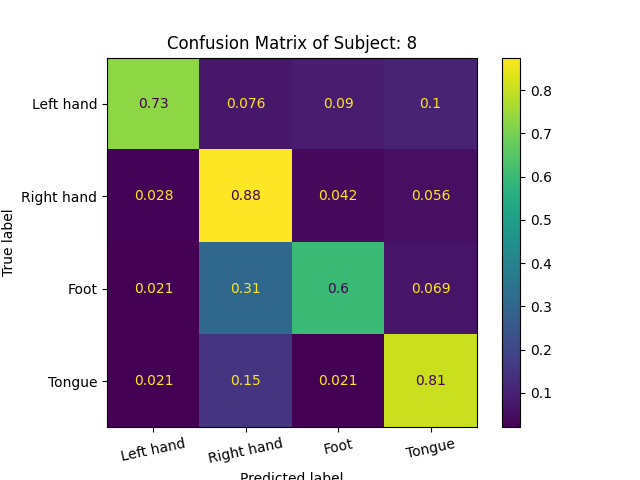 Confusion Matrix of Subject: 8
Left hand 0.73 0.076 0.09 0.1
Right hand 0.028 0.88 0.042 0.056
Foot 0.021 0.31 0.6 0.069
Tongue 0.021 0.15 0.021 0.81
Left hand Right hand Foot Tongue
Predicted label
True label
0.8
0.7
0.6
0.5
0.4
0.3
0.2
0.1